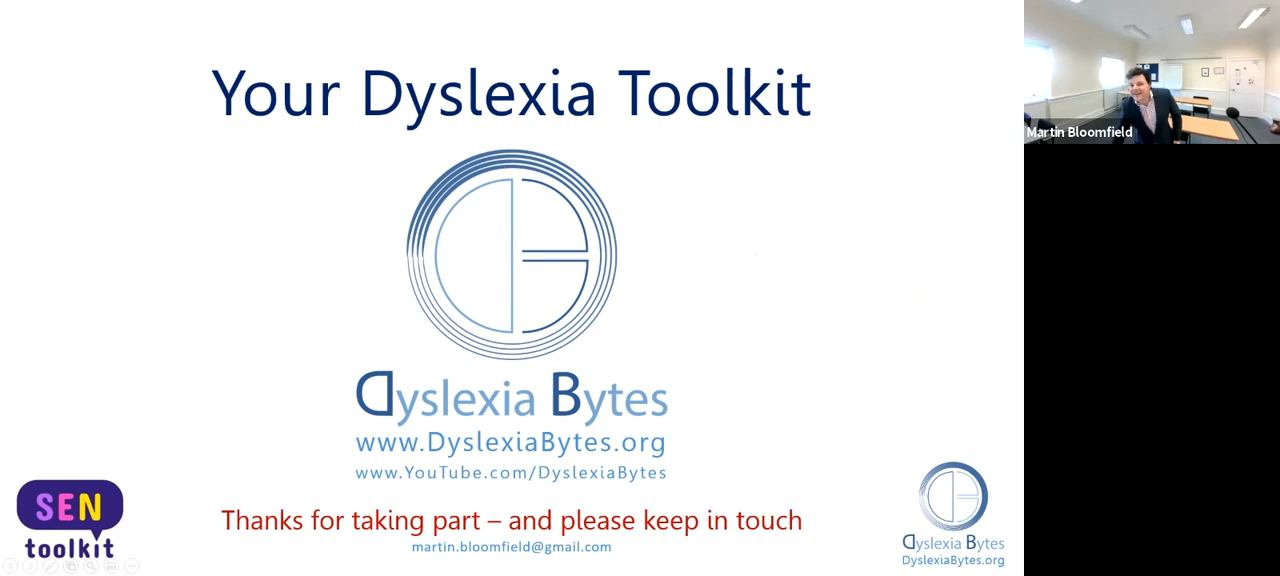 Your Dyslexia Toolkit
Dyslexia Bytes
www.DyslexiaBytes.org
www.YouTube.com/DyslexiaBytes
Thanks for taking part – and please keep in touch
martin.bloomfield@gmail.com
SEN
toolkit
Dyslexia Bytes
DyslexiaBytes.org
Martin Bloomfield